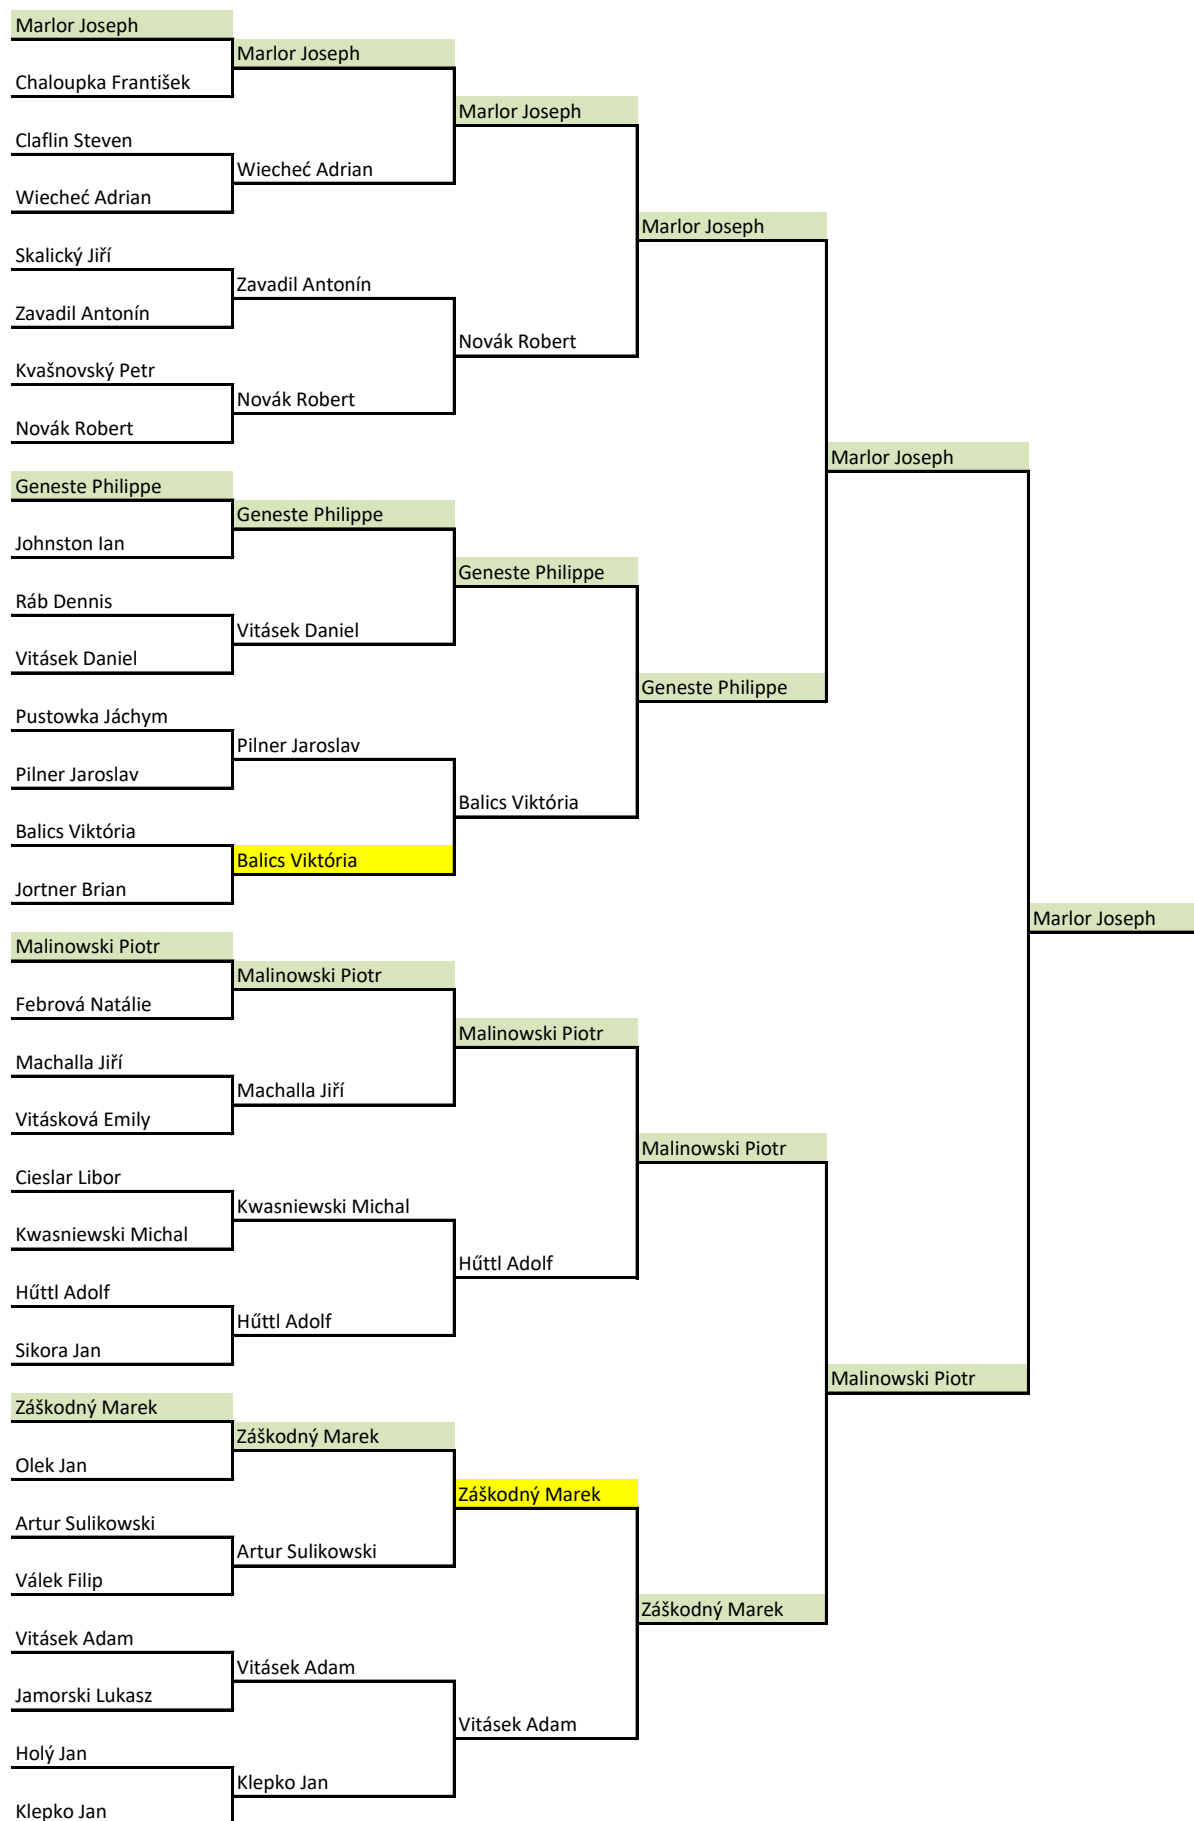 Marlor Joseph
Marlor Joseph
Chaloupka František
Marlor Joseph
Claflin Steven
Wiecheć Adrian
Wiecheć Adrian
Marlor Joseph
Skalický Jiří
Zavadil Antonín
Zavadil Antonín
Novák Robert
Kvašnovský Petr
Novák Robert
Novák Robert
Marlor Joseph
Geneste Philippe
Geneste Philippe
Johnston Ian
Geneste Philippe
Ráb Dennis
Vitásek Daniel
Vitásek Daniel
Geneste Philippe
Pustowka Jáchym
Pilner Jaroslav
Pilner Jaroslav
Balics Viktória
Balics Viktória
Balics Viktória
Jortner Brian
Marlor Joseph
Malinowski Piotr
Malinowski Piotr
Febrová Natálie
Malinowski Piotr
Machalla Jiří
Machalla Jiří
Vitásková Emily
Malinowski Piotr
Cieslar Libor
Kwasniewski Michal
Kwasniewski Michal
Hűttl Adolf
Hűttl Adolf
Hűttl Adolf
Sikora Jan
Malinowski Piotr
Záškodný Marek
Záškodný Marek
Olek Jan
Záškodný Marek
Artur Sulikowski
Artur Sulikowski
Válek Filip
Záškodný Marek
Vitásek Adam
Vitásek Adam
Jamorski Lukasz
Vitásek Adam
Holý Jan
Klepko Jan
Klepko Jan